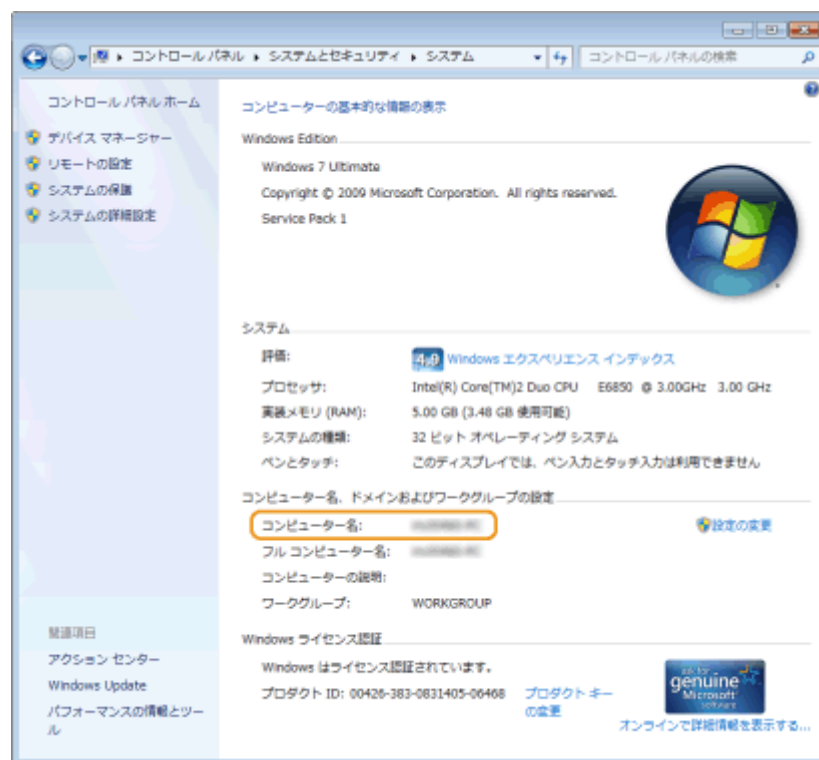 コントロール パネル ▸ システムとセキュリティ ▸ システム
コントロール パネルの検索
コントロール パネル ホーム
デバイス マネージャー
リモートの設定
システムの保護
システムの詳細設定
コンピューターの基本的な情報の表示
Windows Edition
Windows 7 Ultimate
Copyright © 2009 Microsoft Corporation. All rights reserved.
Service Pack 1
システム
評価: 4.9 Windows エクスペリエンス インデックス
プロセッサ: Intel(R) Core(TM)2 Duo CPU E6850 @ 3.00GHz 3.00 GHz
実装メモリ (RAM): 5.00 GB (3.48 GB 使用可能)
システムの種類: 32 ビット オペレーティング システム
ペンとタッチ: このディスプレイでは、ペン入力とタッチ入力は利用できません
コンピューター名、ドメインおよびワークグループの設定
コンピューター名:
設定の変更
フル コンピューター名:
コンピューターの説明:
ワークグループ: WORKGROUP
Windows ライセンス認証
Windows はライセンス認証されています。
プロダクト ID: 00426-383-0831405-06468
プロダクト キー
の変更
ask for
genuine
Microsoft
software
オンラインで詳細情報を表示する...
関連項目
アクション センター
Windows Update
パフォーマンスの情報とツー
ル